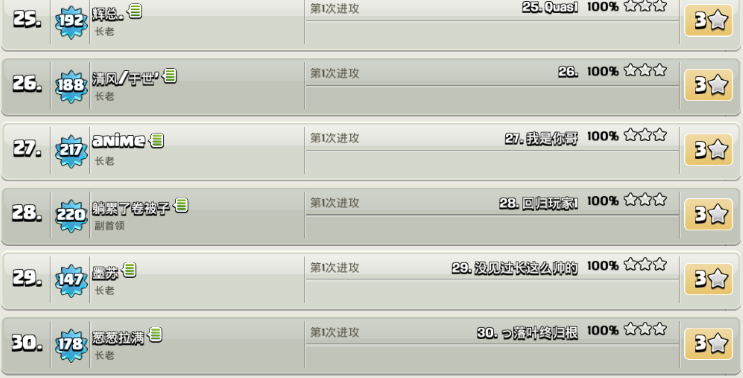 25. 192 辉总. 第1次进攻 25. Quasi 100% 3
长老
26. 188 清风/于世' 第1次进攻 26. 100% 3
长老
27. 217 anime 第1次进攻 27. 我是你哥 100% 3
长老
28. 220 躺累了卷被子 第1次进攻 28. 回归玩家1 100% 3
副首领
29. 147 墨苏 第1次进攻 29. 没见过长这么帅的 100% 3
长老
30. 178 葱葱拉满 第1次进攻 30. っ落叶终归根 100% 3
长老